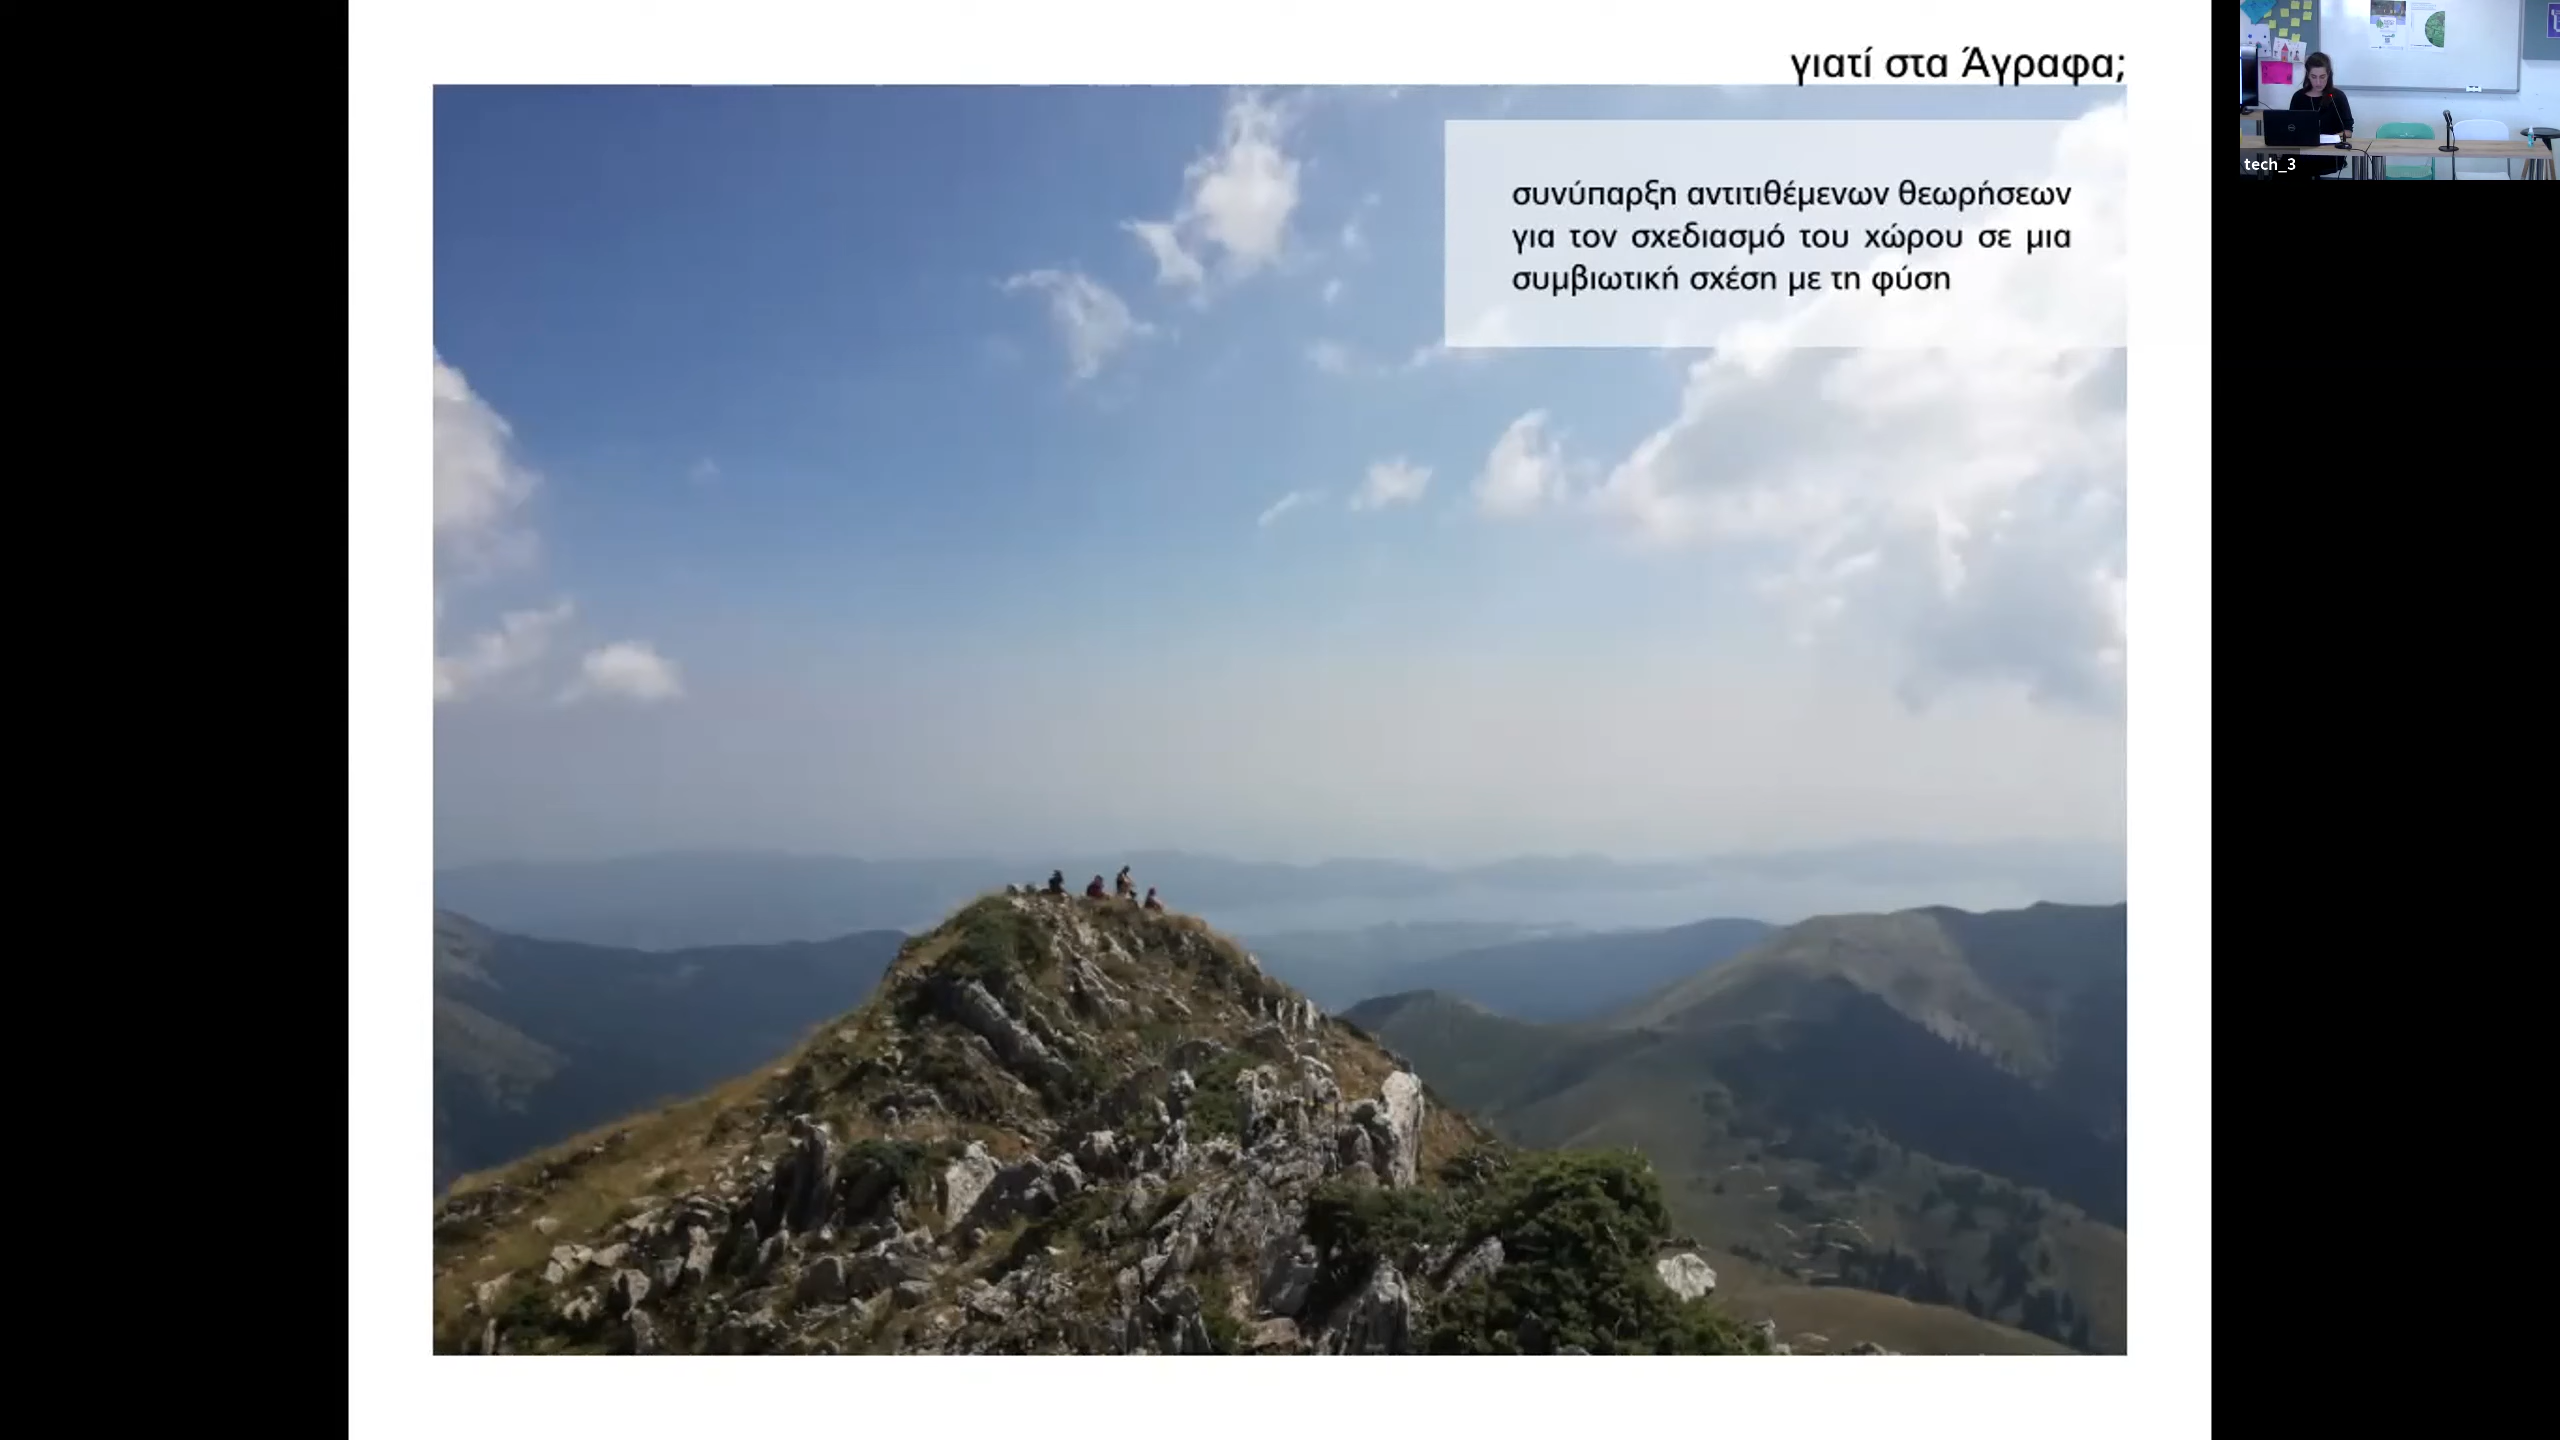 γιατί στα Άγραφα;
συνύπαρξη αντιτιθέμενων θεωρήσεων
για τον σχεδιασμό του χώρου σε μια
συμβιωτική σχέση με τη φύση
tech_3